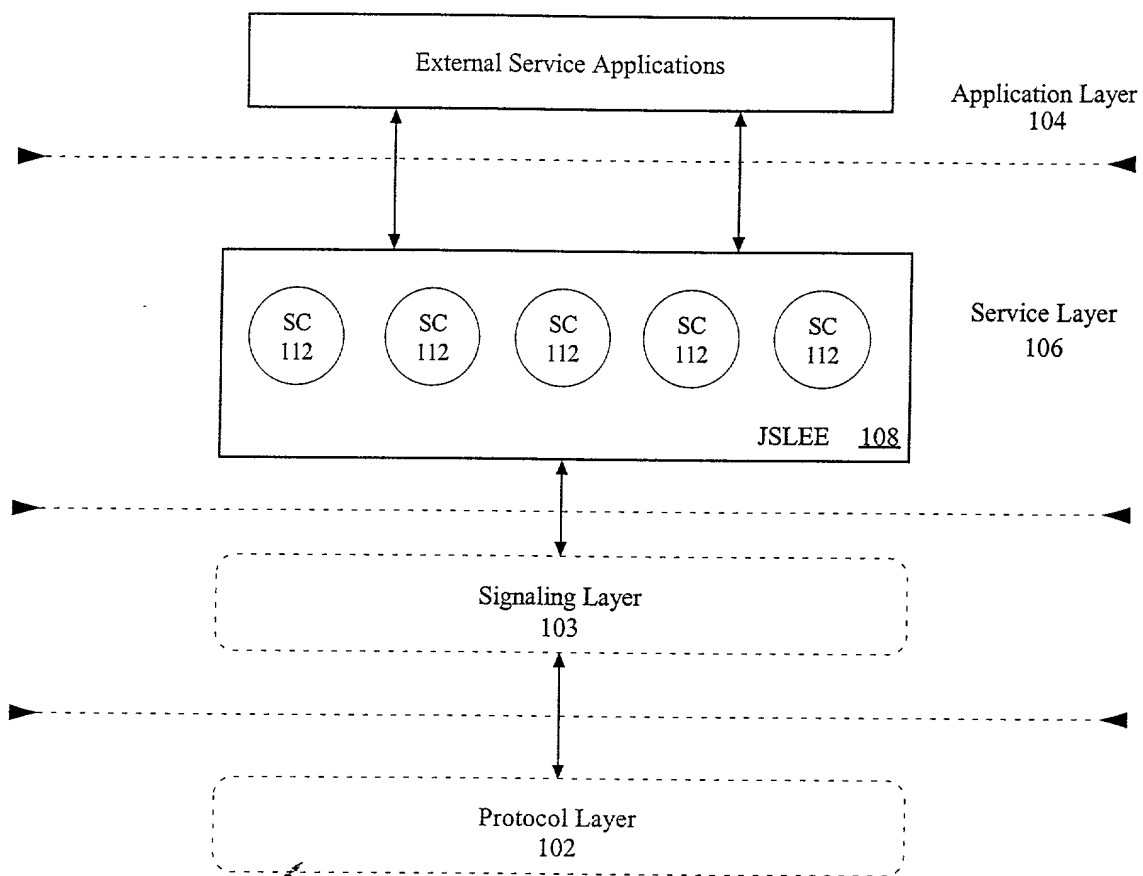 External Service Applications
Application Layer
104
SC
112
SC
112
SC
112
SC
112
SC
112
Service Layer
106
JSLEE 108
Signaling Layer
103
Protocol Layer
102